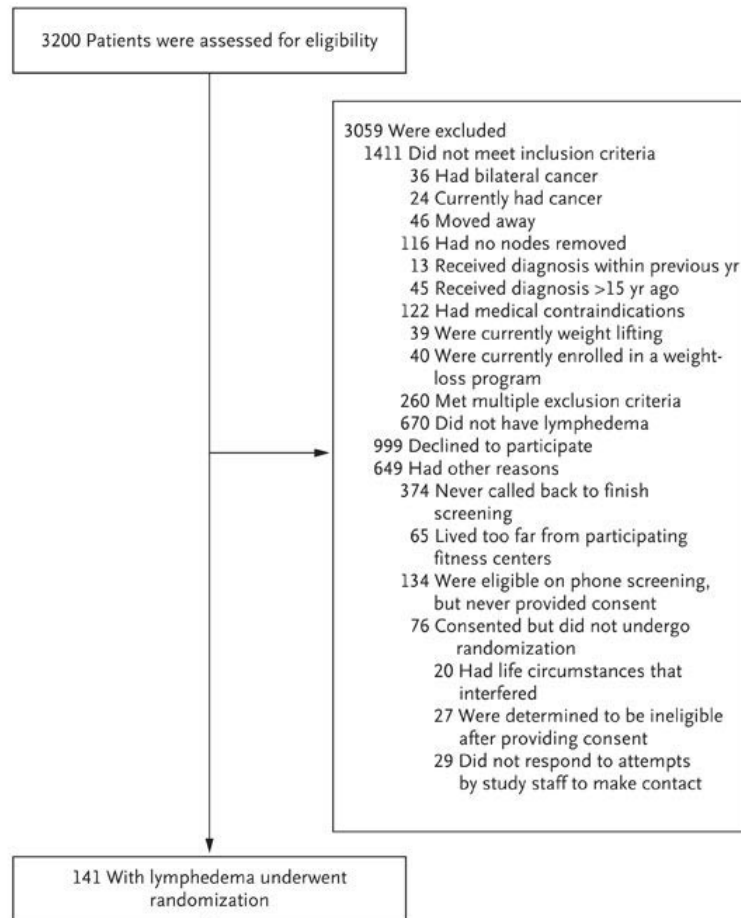 3200 Patients were assessed for eligibility
3059 Were excluded
1411 Did not meet inclusion criteria
36 Had bilateral cancer
24 Currently had cancer
46 Moved away
116 Had no nodes removed
13 Received diagnosis within previous yr
45 Received diagnosis >15 yr ago
122 Had medical contraindications
39 Were currently weight lifting
40 Were currently enrolled in a weight-
loss program
260 Met multiple exclusion criteria
670 Did not have lymphedema
999 Declined to participate
649 Had other reasons
374 Never called back to finish
screening
65 Lived too far from participating
fitness centers
134 Were eligible on phone screening,
but never provided consent
76 Consented but did not undergo
randomization
20 Had life circumstances that
interfered
27 Were determined to be ineligible
after providing consent
29 Did not respond to attempts
by study staff to make contact
141 With lymphedema underwent
randomization